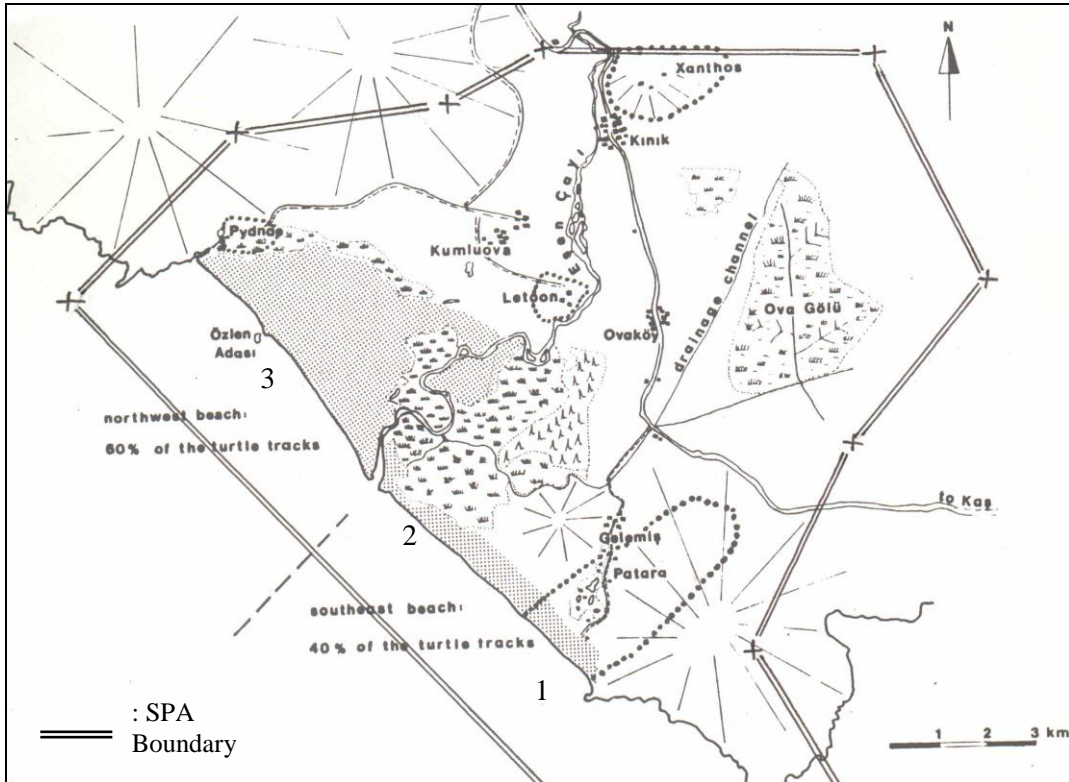 N
Xanthos
Kınık
Eşen Çayı
Pydnai
Kumluova
Letoon
drainage channel
Ova Gölü
Ovaköy
Özlen
Adası
3
northwest beach:
60% of the turtle tracks
to Kaş
2
Gelemiş
Patara
southeast beach:
40% of the turtle tracks
1
: SPA
Boundary
1 2 3 km